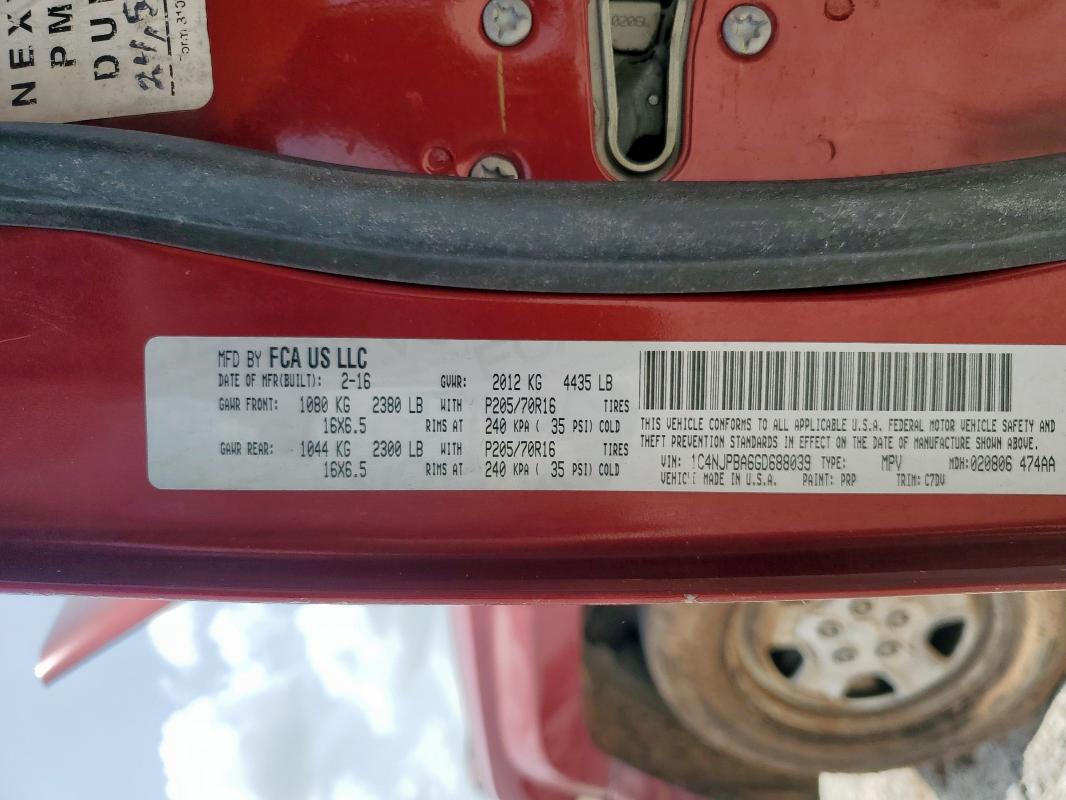 NEX
PM
DU
24/5
020BL
MFD BY FCA US LLC
DATE OF MFR(BUILT): 2-16 GVWR: 2012 KG 4435 LB
GAWR FRONT: 1080 KG 2380 LB WITH P205/70R16 TIRES
16X6.5 RIMS AT 240 KPA ( 35 PSI) COLD
GAWR REAR: 1044 KG 2300 LB WITH P205/70R16 TIRES
16X6.5 RIMS AT 240 KPA ( 35 PSI) COLD
THIS VEHICLE CONFORMS TO ALL APPLICABLE U.S.A. FEDERAL MOTOR VEHICLE SAFETY AND
THEFT PREVENTION STANDARDS IN EFFECT ON THE DATE OF MANUFACTURE SHOWN ABOVE.
VIN: 1C4NJPBA6GD688039 TYPE: MPV MDH:020806 474AA
MADE IN U.S.A. PAINT: PRP TRIM: C7DV